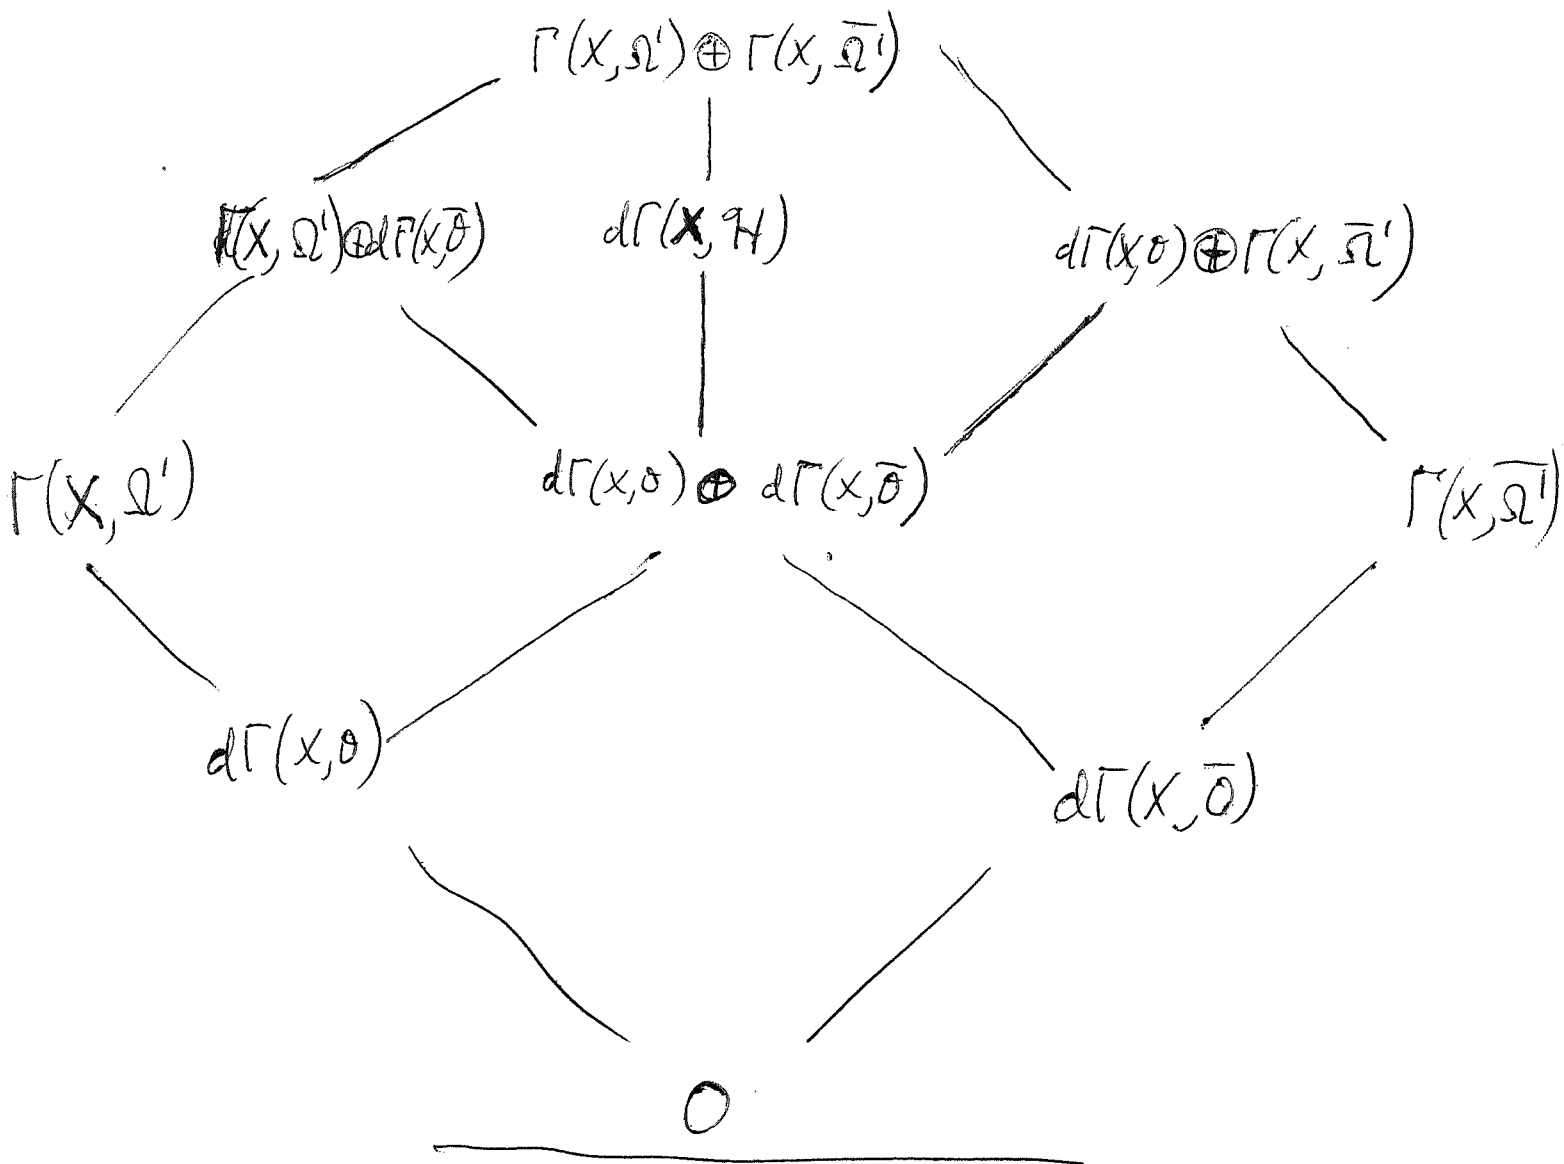 Γ(X, Ω¹) ⊕ Γ(X, Ω̅¹)
Γ(X, Ω¹) ⊕ dΓ(X, 𝒪̅) dΓ(X, ℋ) dΓ(X, 𝒪) ⊕ Γ(X, Ω̅¹)
Γ(X, Ω¹) dΓ(X, 𝒪) ⊕ dΓ(X, 𝒪̅) Γ(X, Ω̅¹)
dΓ(X, 𝒪) dΓ(X, 𝒪̅)
0